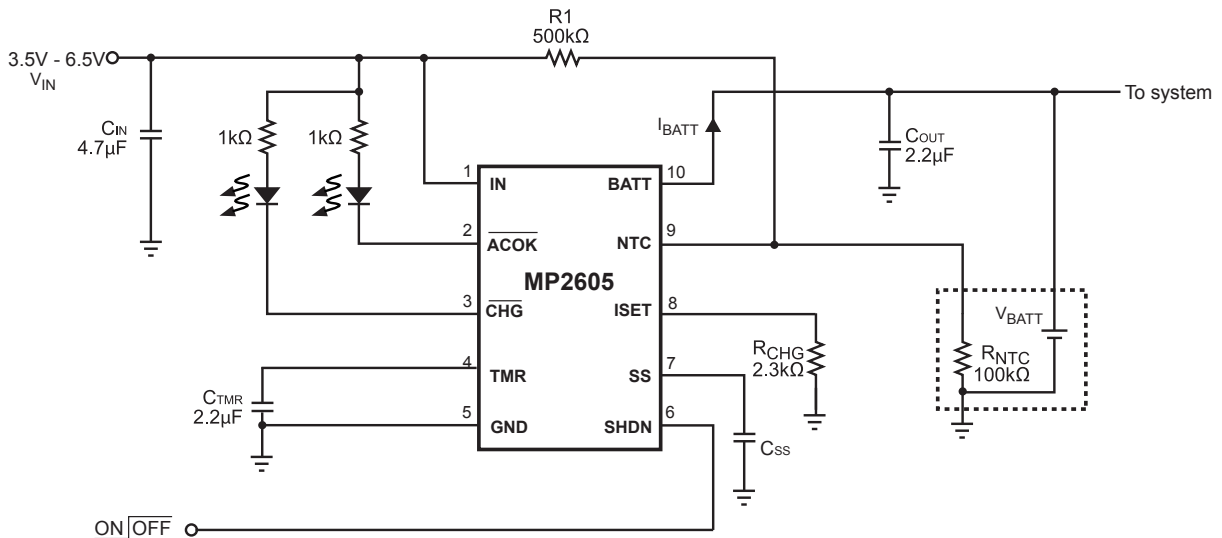 R1
500kΩ
3.5V - 6.5V
VIN
CIN
4.7µF
1kΩ
1kΩ
IBATT
COUT
2.2µF
To system
1
IN
BATT
10
2
ACOK
NTC
9
MP2605
3
CHG
ISET
8
VBATT
RNTC
100kΩ
RCHG
2.3kΩ
4
TMR
SS
7
CTMR
2.2µF
5
GND
SHDN
6
CSS
ON OFF